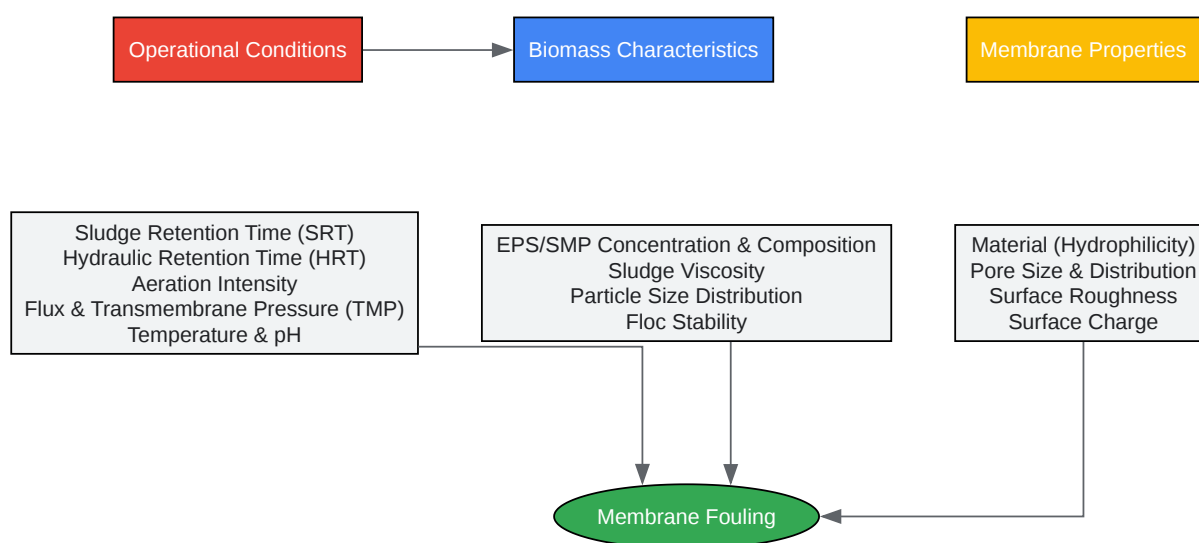 Operational Conditions
Biomass Characteristics
Membrane Properties
Sludge Retention Time (SRT)
Hydraulic Retention Time (HRT)
Aeration Intensity
Flux & Transmembrane Pressure (TMP)
Temperature & pH
EPS/SMP Concentration & Composition
Sludge Viscosity
Particle Size Distribution
Floc Stability
Material (Hydrophilicity)
Pore Size & Distribution
Surface Roughness
Surface Charge
Membrane Fouling